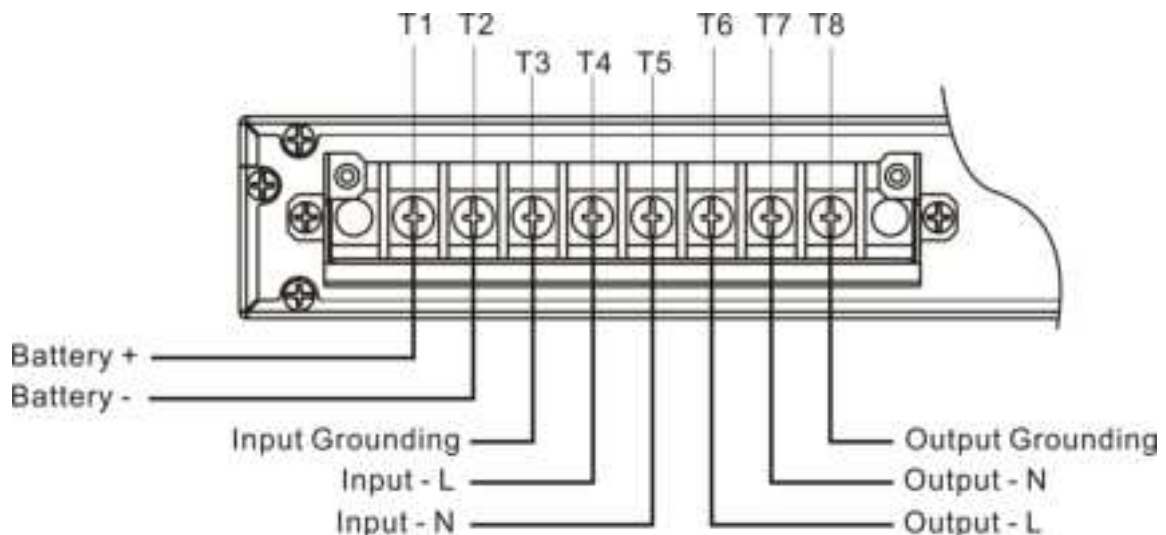 T1 T2 T6 T7 T8
T3 T4 T5
Battery +
Battery -
Input Grounding Output Grounding
Input - L Output - N
Input - N Output - L